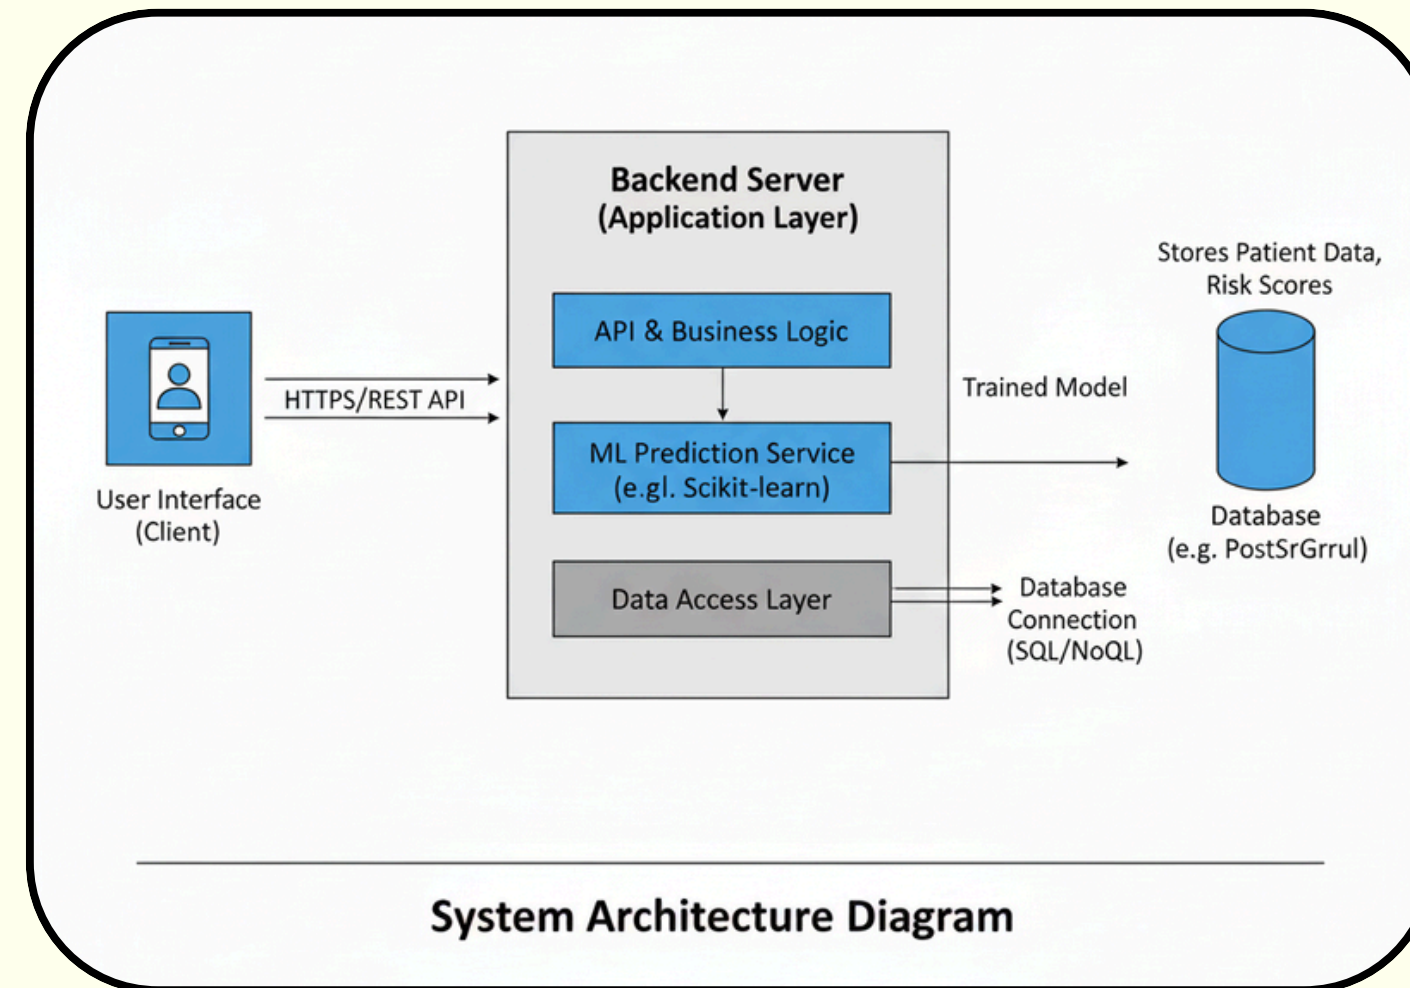 Backend Server
(Application Layer)
API & Business Logic
ML Prediction Service
(e.gl. Scikit-learn)
Data Access Layer
HTTPS/REST API
User Interface
(Client)
Trained Model
Stores Patient Data,
Risk Scores
Database
(e.g. PostSrGrrul)
Database
Connection
(SQL/NoQL)
System Architecture Diagram